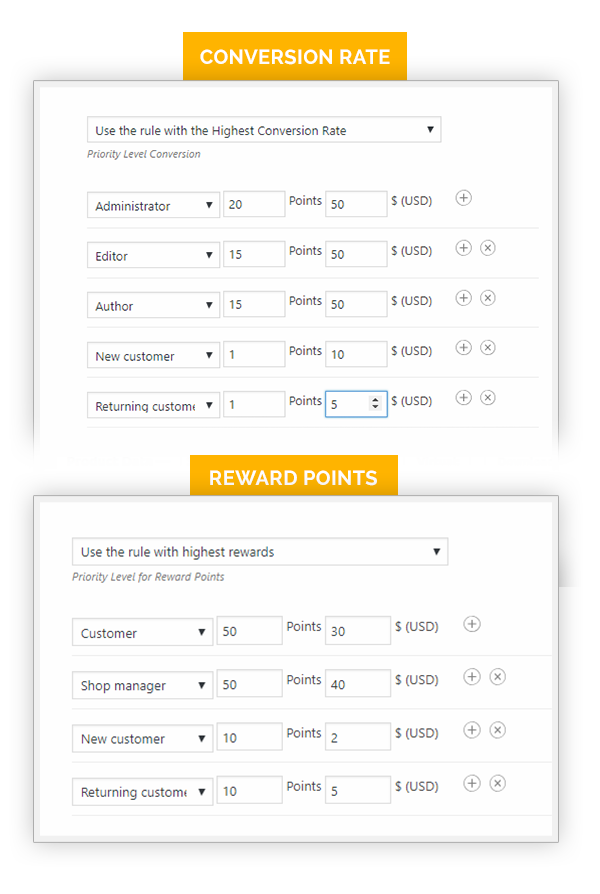 CONVERSION RATE
Use the rule with the Highest Conversion Rate
Priority Level Conversion
Administrator 20 Points 50 $ (USD)
Editor 15 Points 50 $ (USD)
Author 15 Points 50 $ (USD)
New customer 1 Points 10 $ (USD)
Returning custome 1 Points 5 $ (USD)
REWARD POINTS
Use the rule with highest rewards
Priority Level for Reward Points
Customer 50 Points 30 $ (USD)
Shop manager 50 Points 40 $ (USD)
New customer 10 Points 2 $ (USD)
Returning custome 10 Points 5 $ (USD)